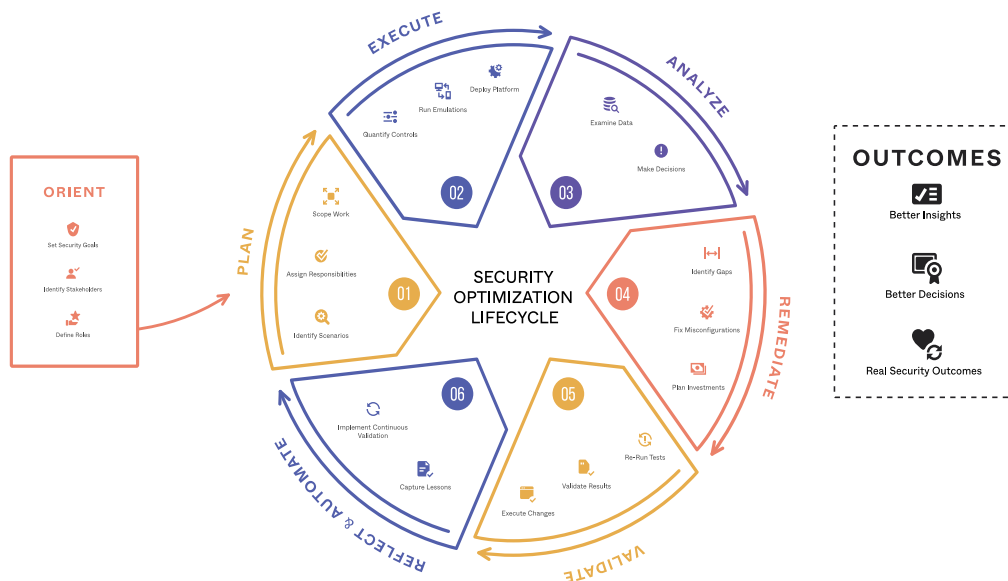 ORIENT
Set Security Goals
Identify Stakeholders
Define Roles
SECURITY
OPTIMIZATION
LIFECYCLE
PLAN
01
Scope Work
Assign Responsibilities
Identify Scenarios
EXECUTE
02
Quantify Controls
Run Emulations
Deploy Platform
ANALYZE
03
Examine Data
Make Decisions
REMEDIATE
04
Identify Gaps
Fix Misconfigurations
Plan Investments
VALIDATE
05
Re-Run Tests
Validate Results
Execute Changes
REFLECT & AUTOMATE
06
Implement Continuous
Validation
Capture Lessons
OUTCOMES
Better Insights
Better Decisions
Real Security Outcomes